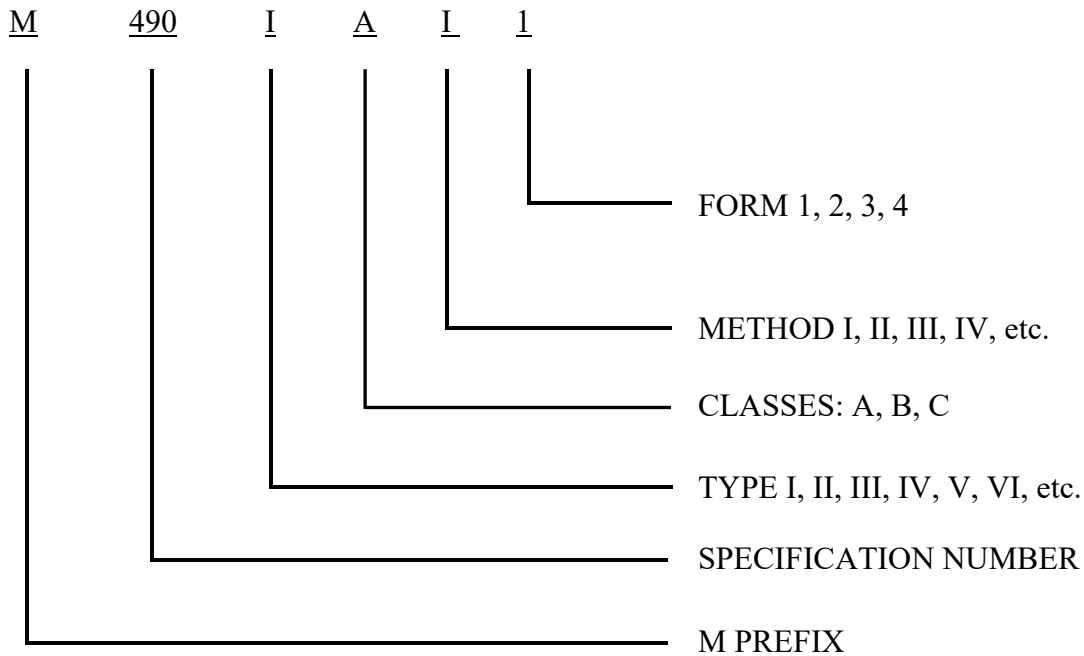 M 490 I A I 1
FORM 1, 2, 3, 4
METHOD I, II, III, IV, etc.
CLASSES: A, B, C
TYPE I, II, III, IV, V, VI, etc.
SPECIFICATION NUMBER
M PREFIX